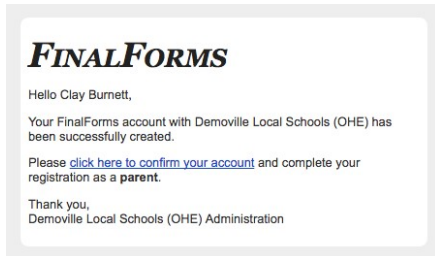 FINALFORMS
Hello Clay Burnett,
Your FinalForms account with Demoville Local Schools (OHE) has
been successfully created.
Please click here to confirm your account and complete your
registration as a parent.
Thank you,
Demoville Local Schools (OHE) Administration